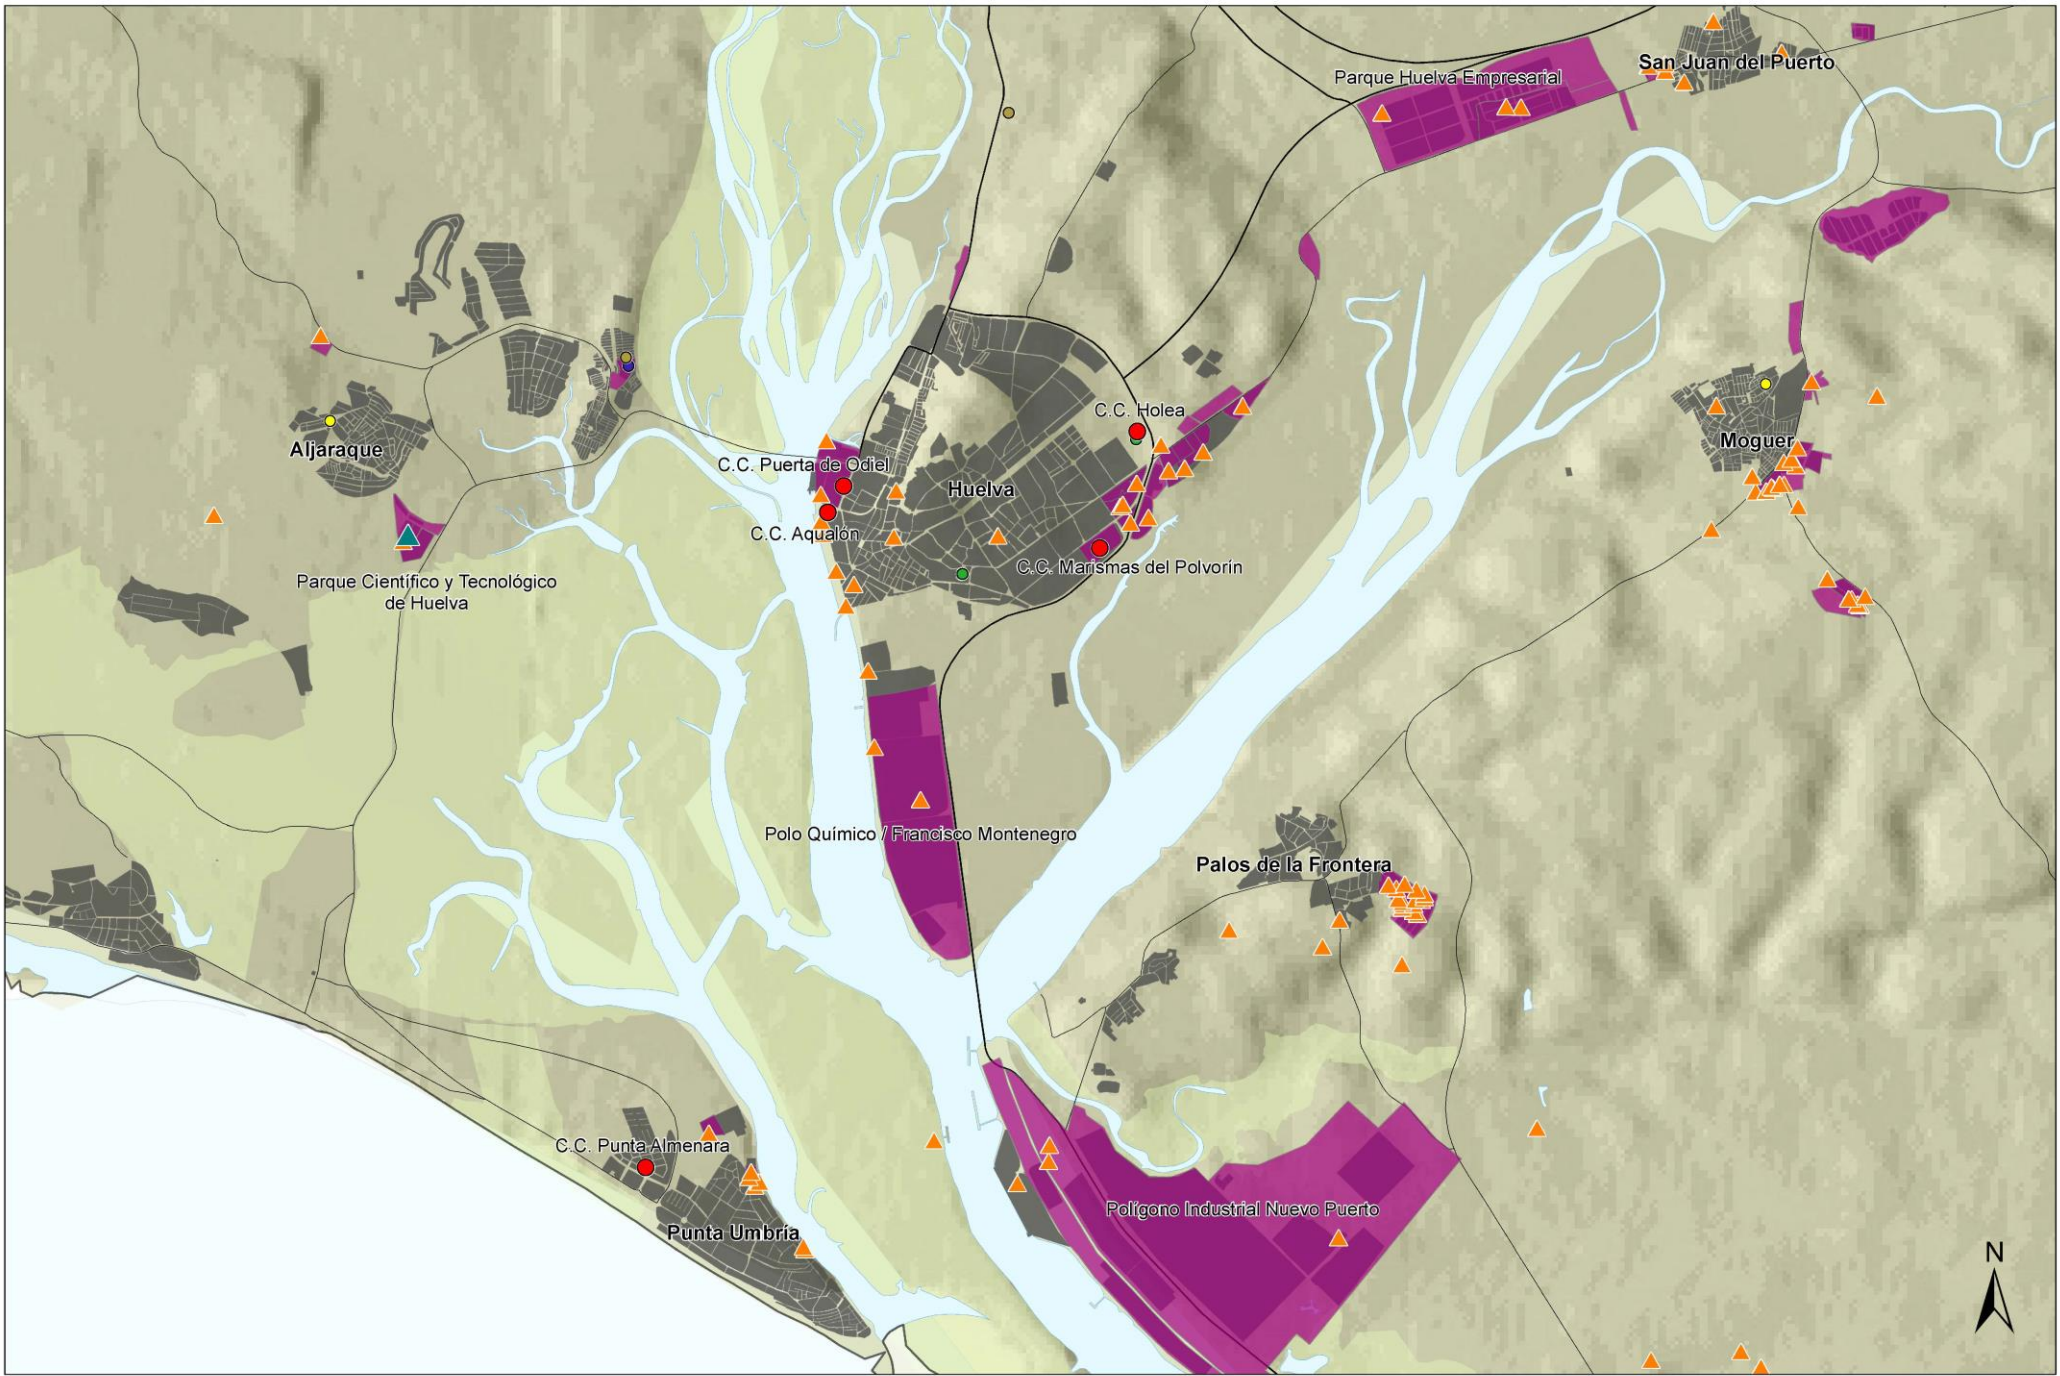 San Juan del Puerto
Parque Huelva Empresarial
C.C. Holea
Aljaraque
Moguer
C.C. Puerta de Odiel
Huelva
C.C. Aqualón
C.C. Marismas del Polvorín
Parque Científico y Tecnológico
de Huelva
Polo Químico / Francisco Montenegro
Palos de la Frontera
C.C. Punta Almenara
Polígono Industrial Nuevo Puerto
Punta Umbría
N